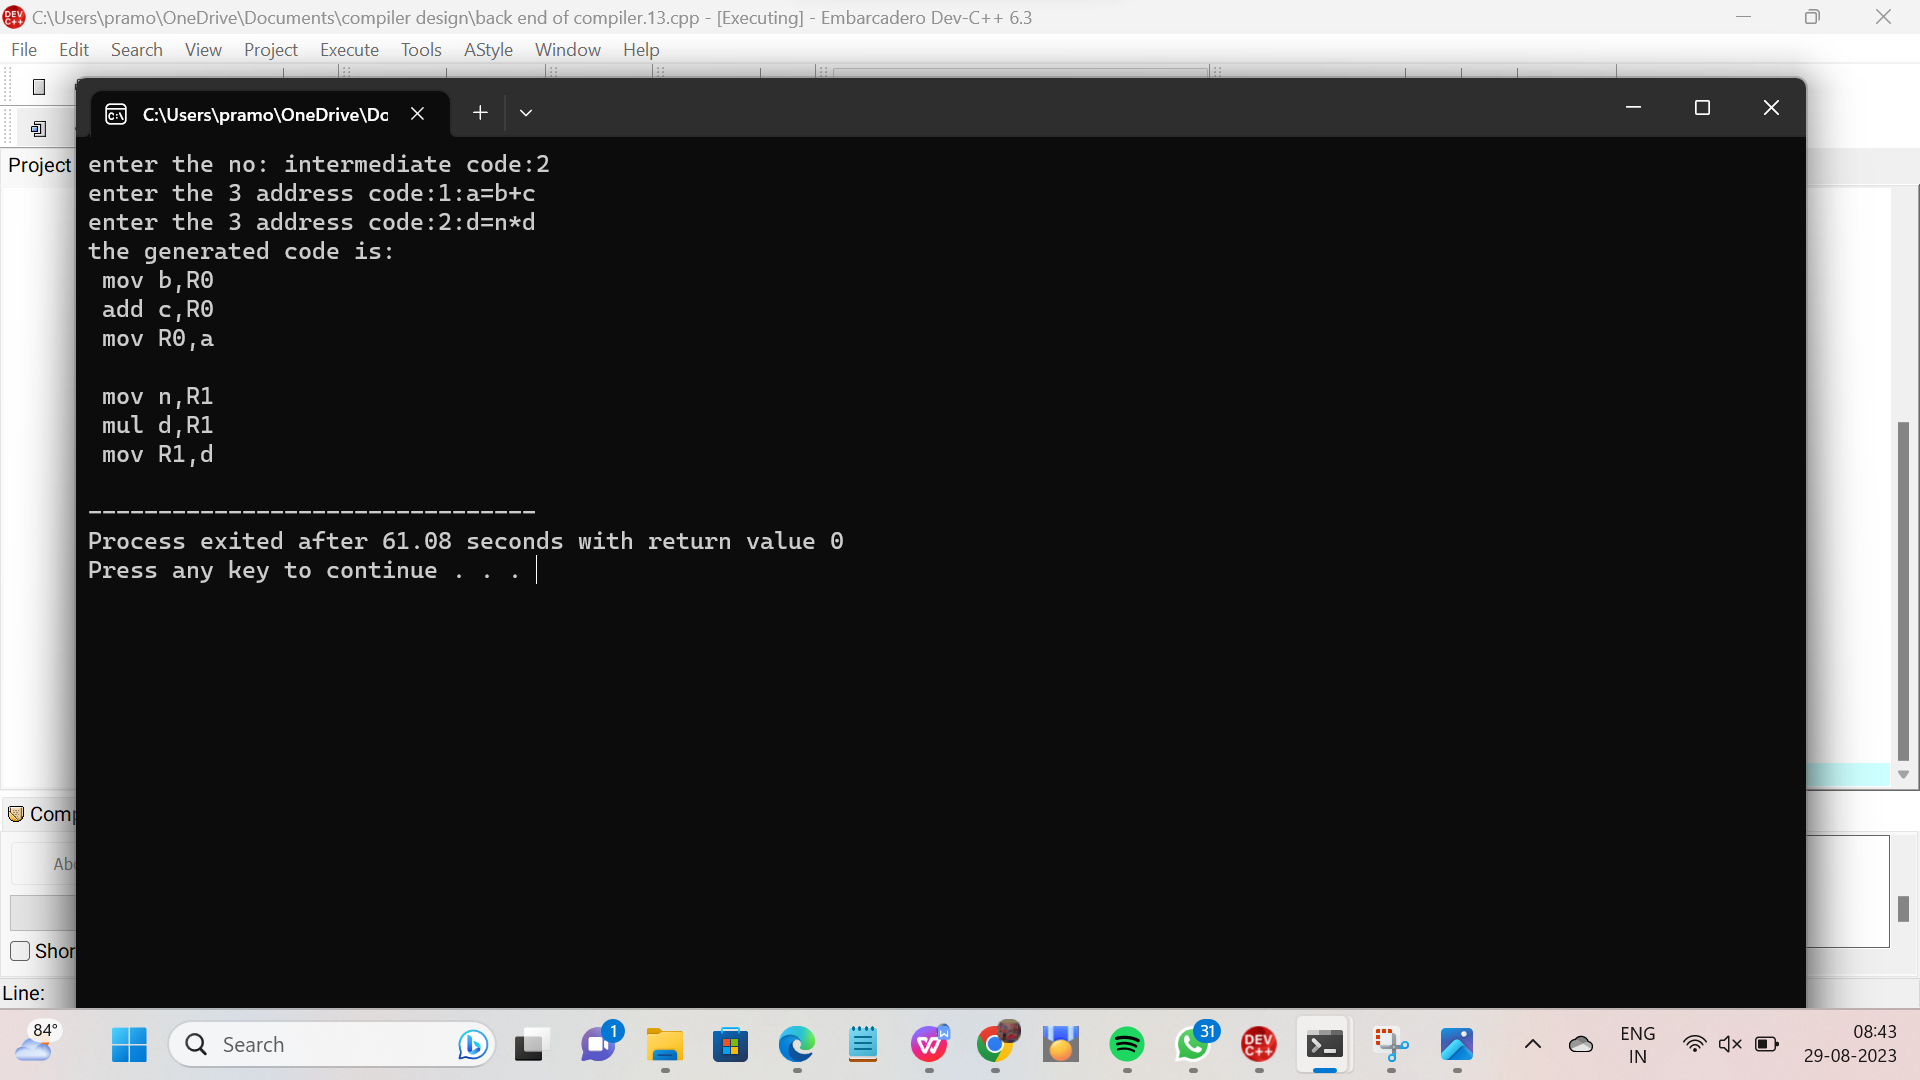 C:\Users\pramo\OneDrive\Documents\compiler design\back end of compiler.13.cpp - [Executing] - Embarcadero Dev-C++ 6.3
File Edit Search View Project Execute Tools AStyle Window Help
C:\Users\pramo\OneDrive\Do
Project
enter the no: intermediate code:2
enter the 3 address code:1:a=b+c
enter the 3 address code:2:d=n*d
the generated code is:
mov b,R0
add c,R0
mov R0,a
mov n,R1
mul d,R1
mov R1,d
--------------------------------
Process exited after 61.08 seconds with return value 0
Press any key to continue . . .
Comp
Abo
Shor
Line:
84°
Search
1
31
DEV C++
ENG
IN
08:43
29-08-2023